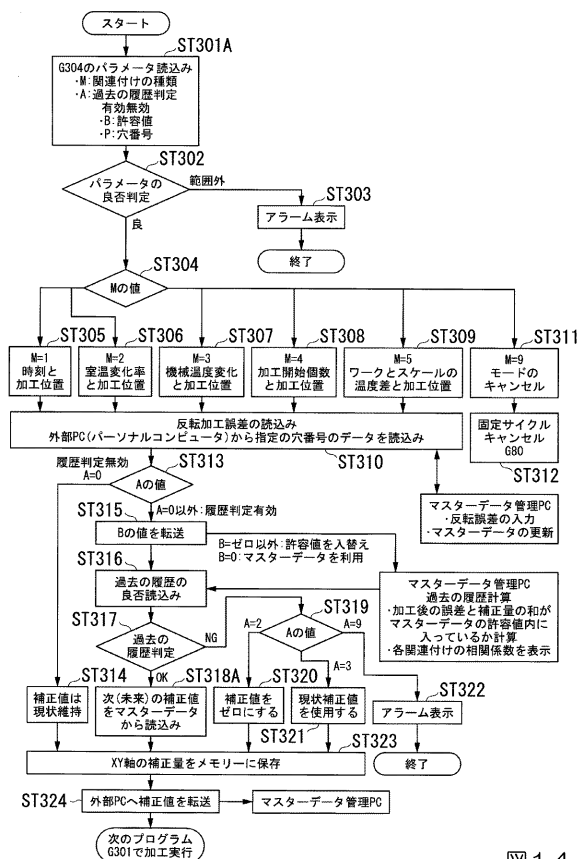 スタート
ST301A
G304のパラメータ読込み
・M:関連付けの種類
・A:過去の履歴判定
有効無効
・B:許容値
・P:穴番号
ST302
パラメータの
良否判定
範囲外
良
ST303
アラーム表示
終了
ST304
Mの値
ST305
M=1
時刻と
加工位置
ST306
M=2
室温変化率
と加工位置
ST307
M=3
機械温度変化
と加工位置
ST308
M=4
加工開始個数と
加工位置
ST309
M=5
ワークとスケールの
温度差と加工位置
ST311
M=9
モードの
キャンセル
反転加工誤差の読込み
外部PC(パーソナルコンピュータ)から指定の穴番号のデータを読込み
ST310
固定サイクル
キャンセル
G80
ST312
履歴判定無効
A=0
ST313
Aの値
A=0以外:履歴判定有効
マスターデータ管理PC
・反転誤差の入力
・マスターデータの更新
ST315
Bの値を転送
B=ゼロ以外:許容値を入替え
B=0:マスターデータを利用
ST316
過去の履歴の
良否読込み
マスターデータ管理PC
過去の履歴計算
・加工後の誤差と補正量の和が
マスターデータの許容値内に
入っているか計算
・各関連付けの相関係数を表示
ST317
過去の
履歴判定
NG
OK
ST319
Aの値
A=2
A=9
A=3
ST314
補正値は
現状維持
ST318A
次(未来)の補正値
をマスターデータ
から読込み
ST320
補正値を
ゼロにする
ST321
現状補正値
を使用する
ST322
アラーム表示
終了
ST323
XY軸の補正量をメモリーに保存
ST324
外部PCへ補正値を転送
マスターデータ管理PC
次のプログラム
G301で加工実行
図14